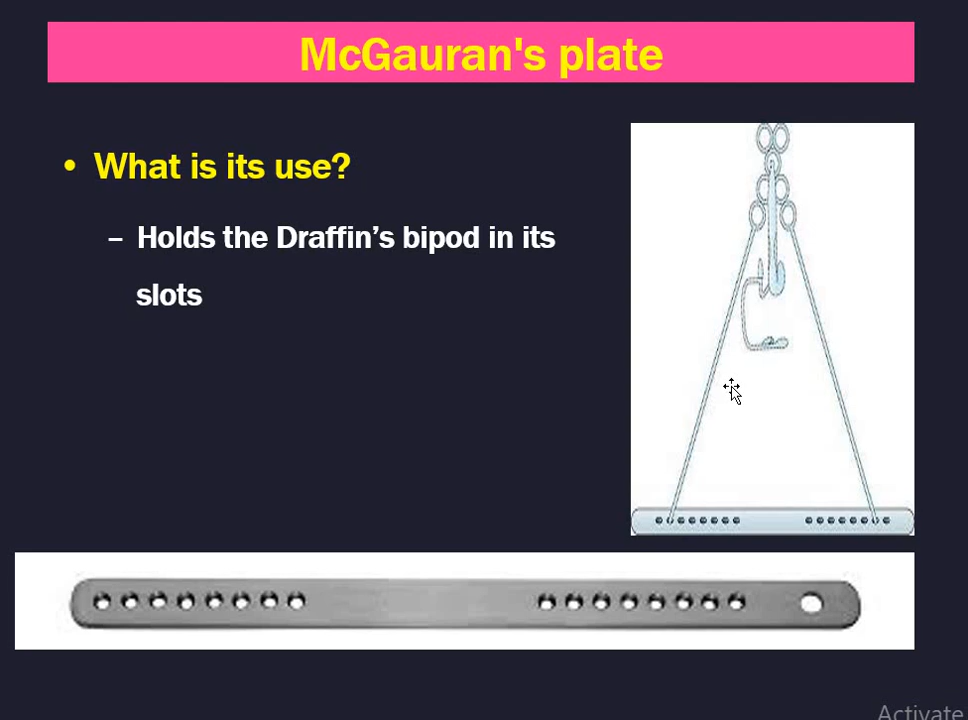 McGauran's plate
• What is its use?
– Holds the Draffin’s bipod in its
slots
Activate